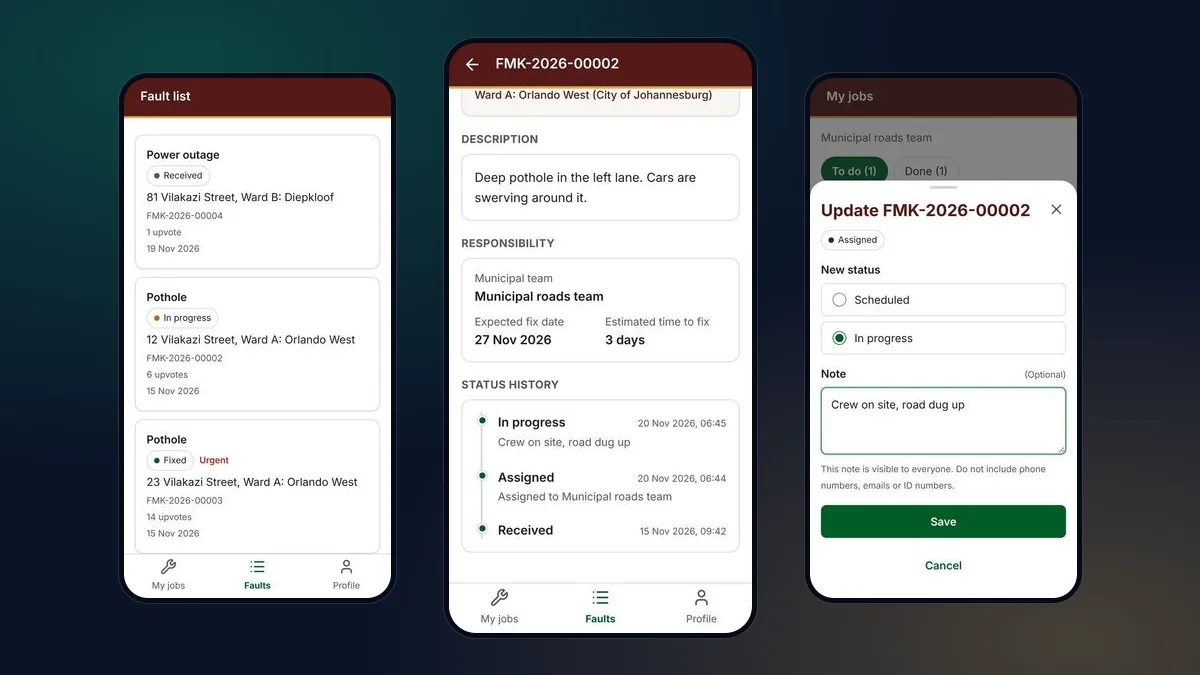 Fault list
Power outage
Received
81 Vilakazi Street, Ward B: Diepkloof
FMK-2026-00004
1 upvote
19 Nov 2026
Pothole
In progress
12 Vilakazi Street, Ward A: Orlando West
FMK-2026-00002
6 upvotes
15 Nov 2026
Pothole
Fixed Urgent
23 Vilakazi Street, Ward A: Orlando West
FMK-2026-00003
14 upvotes
15 Nov 2026
My jobs Faults Profile
FMK-2026-00002
Ward A: Orlando West (City of Johannesburg)
DESCRIPTION
Deep pothole in the left lane. Cars are
swerving around it.
RESPONSIBILITY
Municipal team
Municipal roads team
Expected fix date Estimated time to fix
27 Nov 2026 3 days
STATUS HISTORY
In progress 20 Nov 2026, 06:45
Crew on site, road dug up
Assigned 20 Nov 2026, 06:44
Assigned to Municipal roads team
Received 15 Nov 2026, 09:42
My jobs Faults Profile
My jobs
Municipal roads team
To do (1) Done (1)
Update FMK-2026-00002
Assigned
New status
Scheduled
In progress
Note (Optional)
Crew on site, road dug up
This note is visible to everyone. Do not include phone
numbers, emails or ID numbers.
Save
Cancel